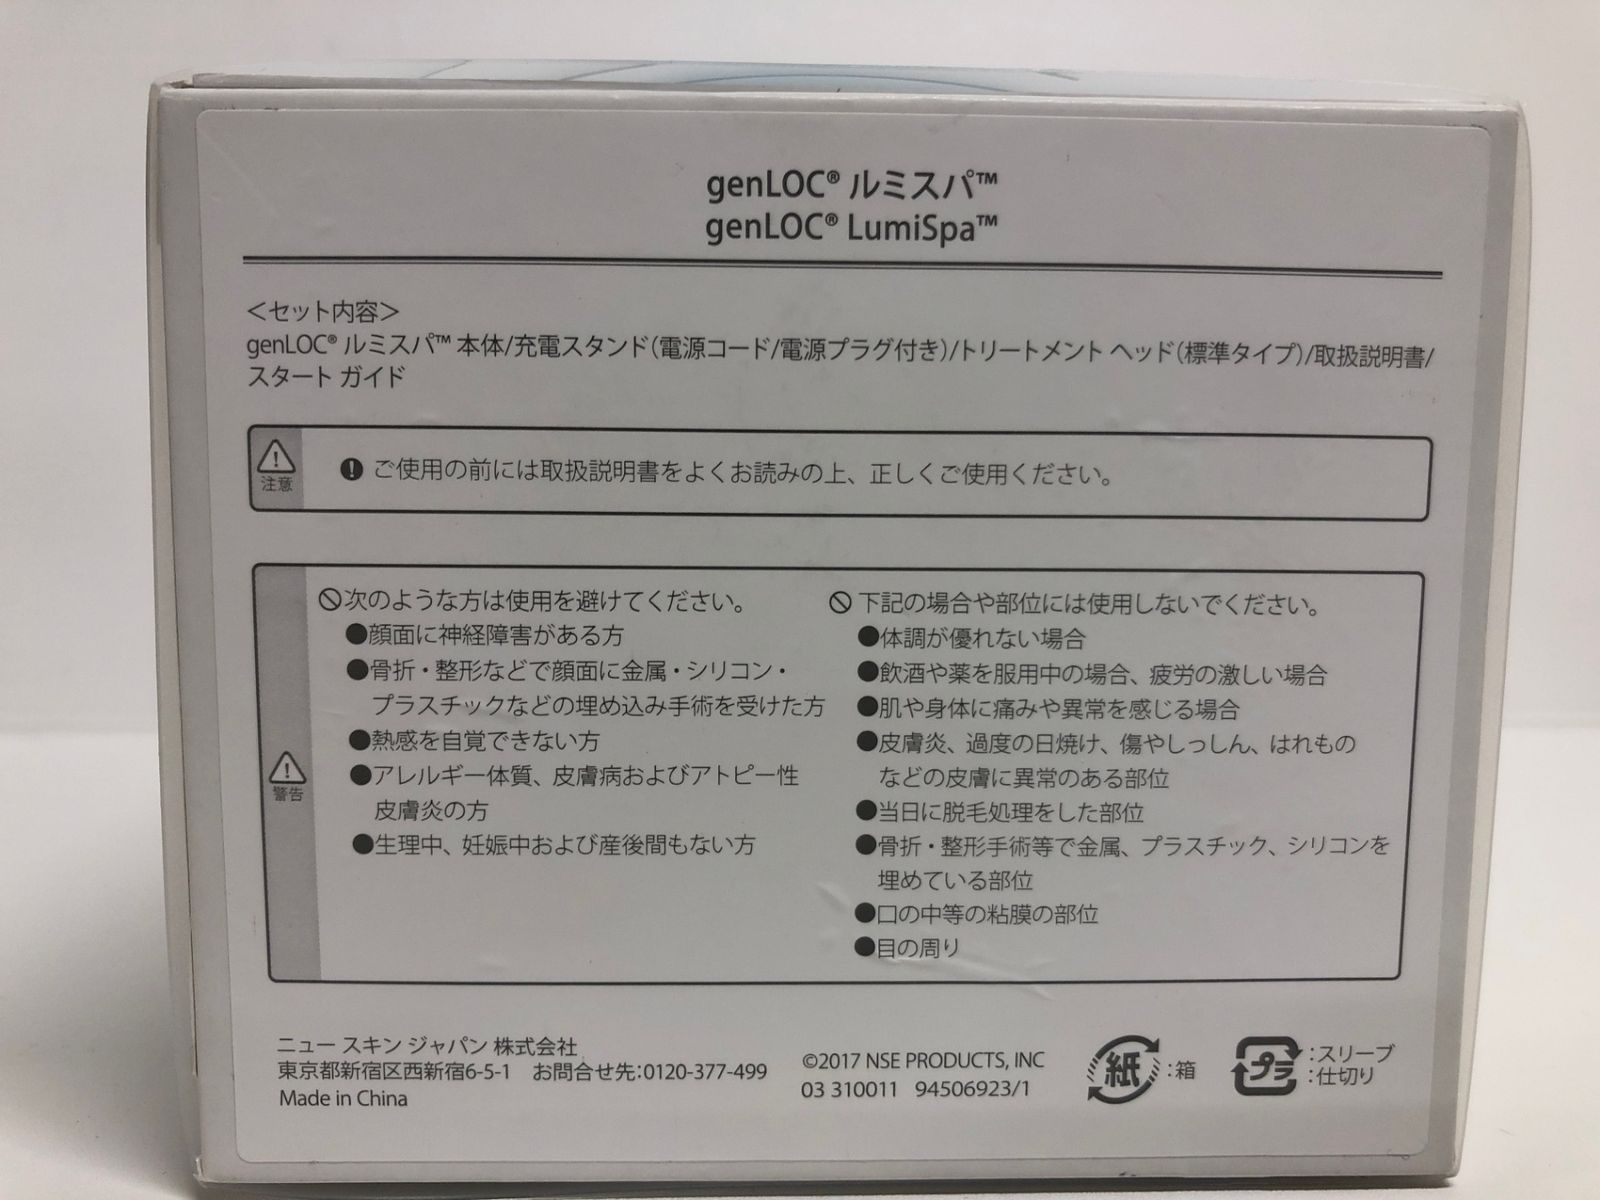 genLOC® ルミスパ™
genLOC® LumiSpa™
＜セット内容＞
genLOC® ルミスパ™ 本体/充電スタンド(電源コード/電源プラグ付き)/トリートメント ヘッド(標準タイプ)/取扱説明書/
スタート ガイド
注意
ご使用の前には取扱説明書をよくお読みの上、正しくご使用ください。
警告
次のような方は使用を避けてください。
●顔面に神経障害がある方
●骨折・整形などで顔面に金属・シリコン・
プラスチックなどの埋め込み手術を受けた方
●熱感を自覚できない方
●アレルギー体質、皮膚病およびアトピー性
皮膚炎の方
●生理中、妊娠中および産後間もない方
下記の場合や部位には使用しないでください。
●体調が優れない場合
●飲酒や薬を服用中の場合、疲労の激しい場合
●肌や身体に痛みや異常を感じる場合
●皮膚炎、過度の日焼け、傷やしっしん、はれもの
などの皮膚に異常のある部位
●当日に脱毛処理をした部位
●骨折・整形手術等で金属、プラスチック、シリコンを
埋めている部位
●口の中等の粘膜の部位
●目の周り
ニュー スキン ジャパン 株式会社
東京都新宿区西新宿6-5-1 お問合せ先:0120-377-499
Made in China
©2017 NSE PRODUCTS, INC
03 310011 94506923/1
紙:箱
プラ:スリーブ
:仕切り